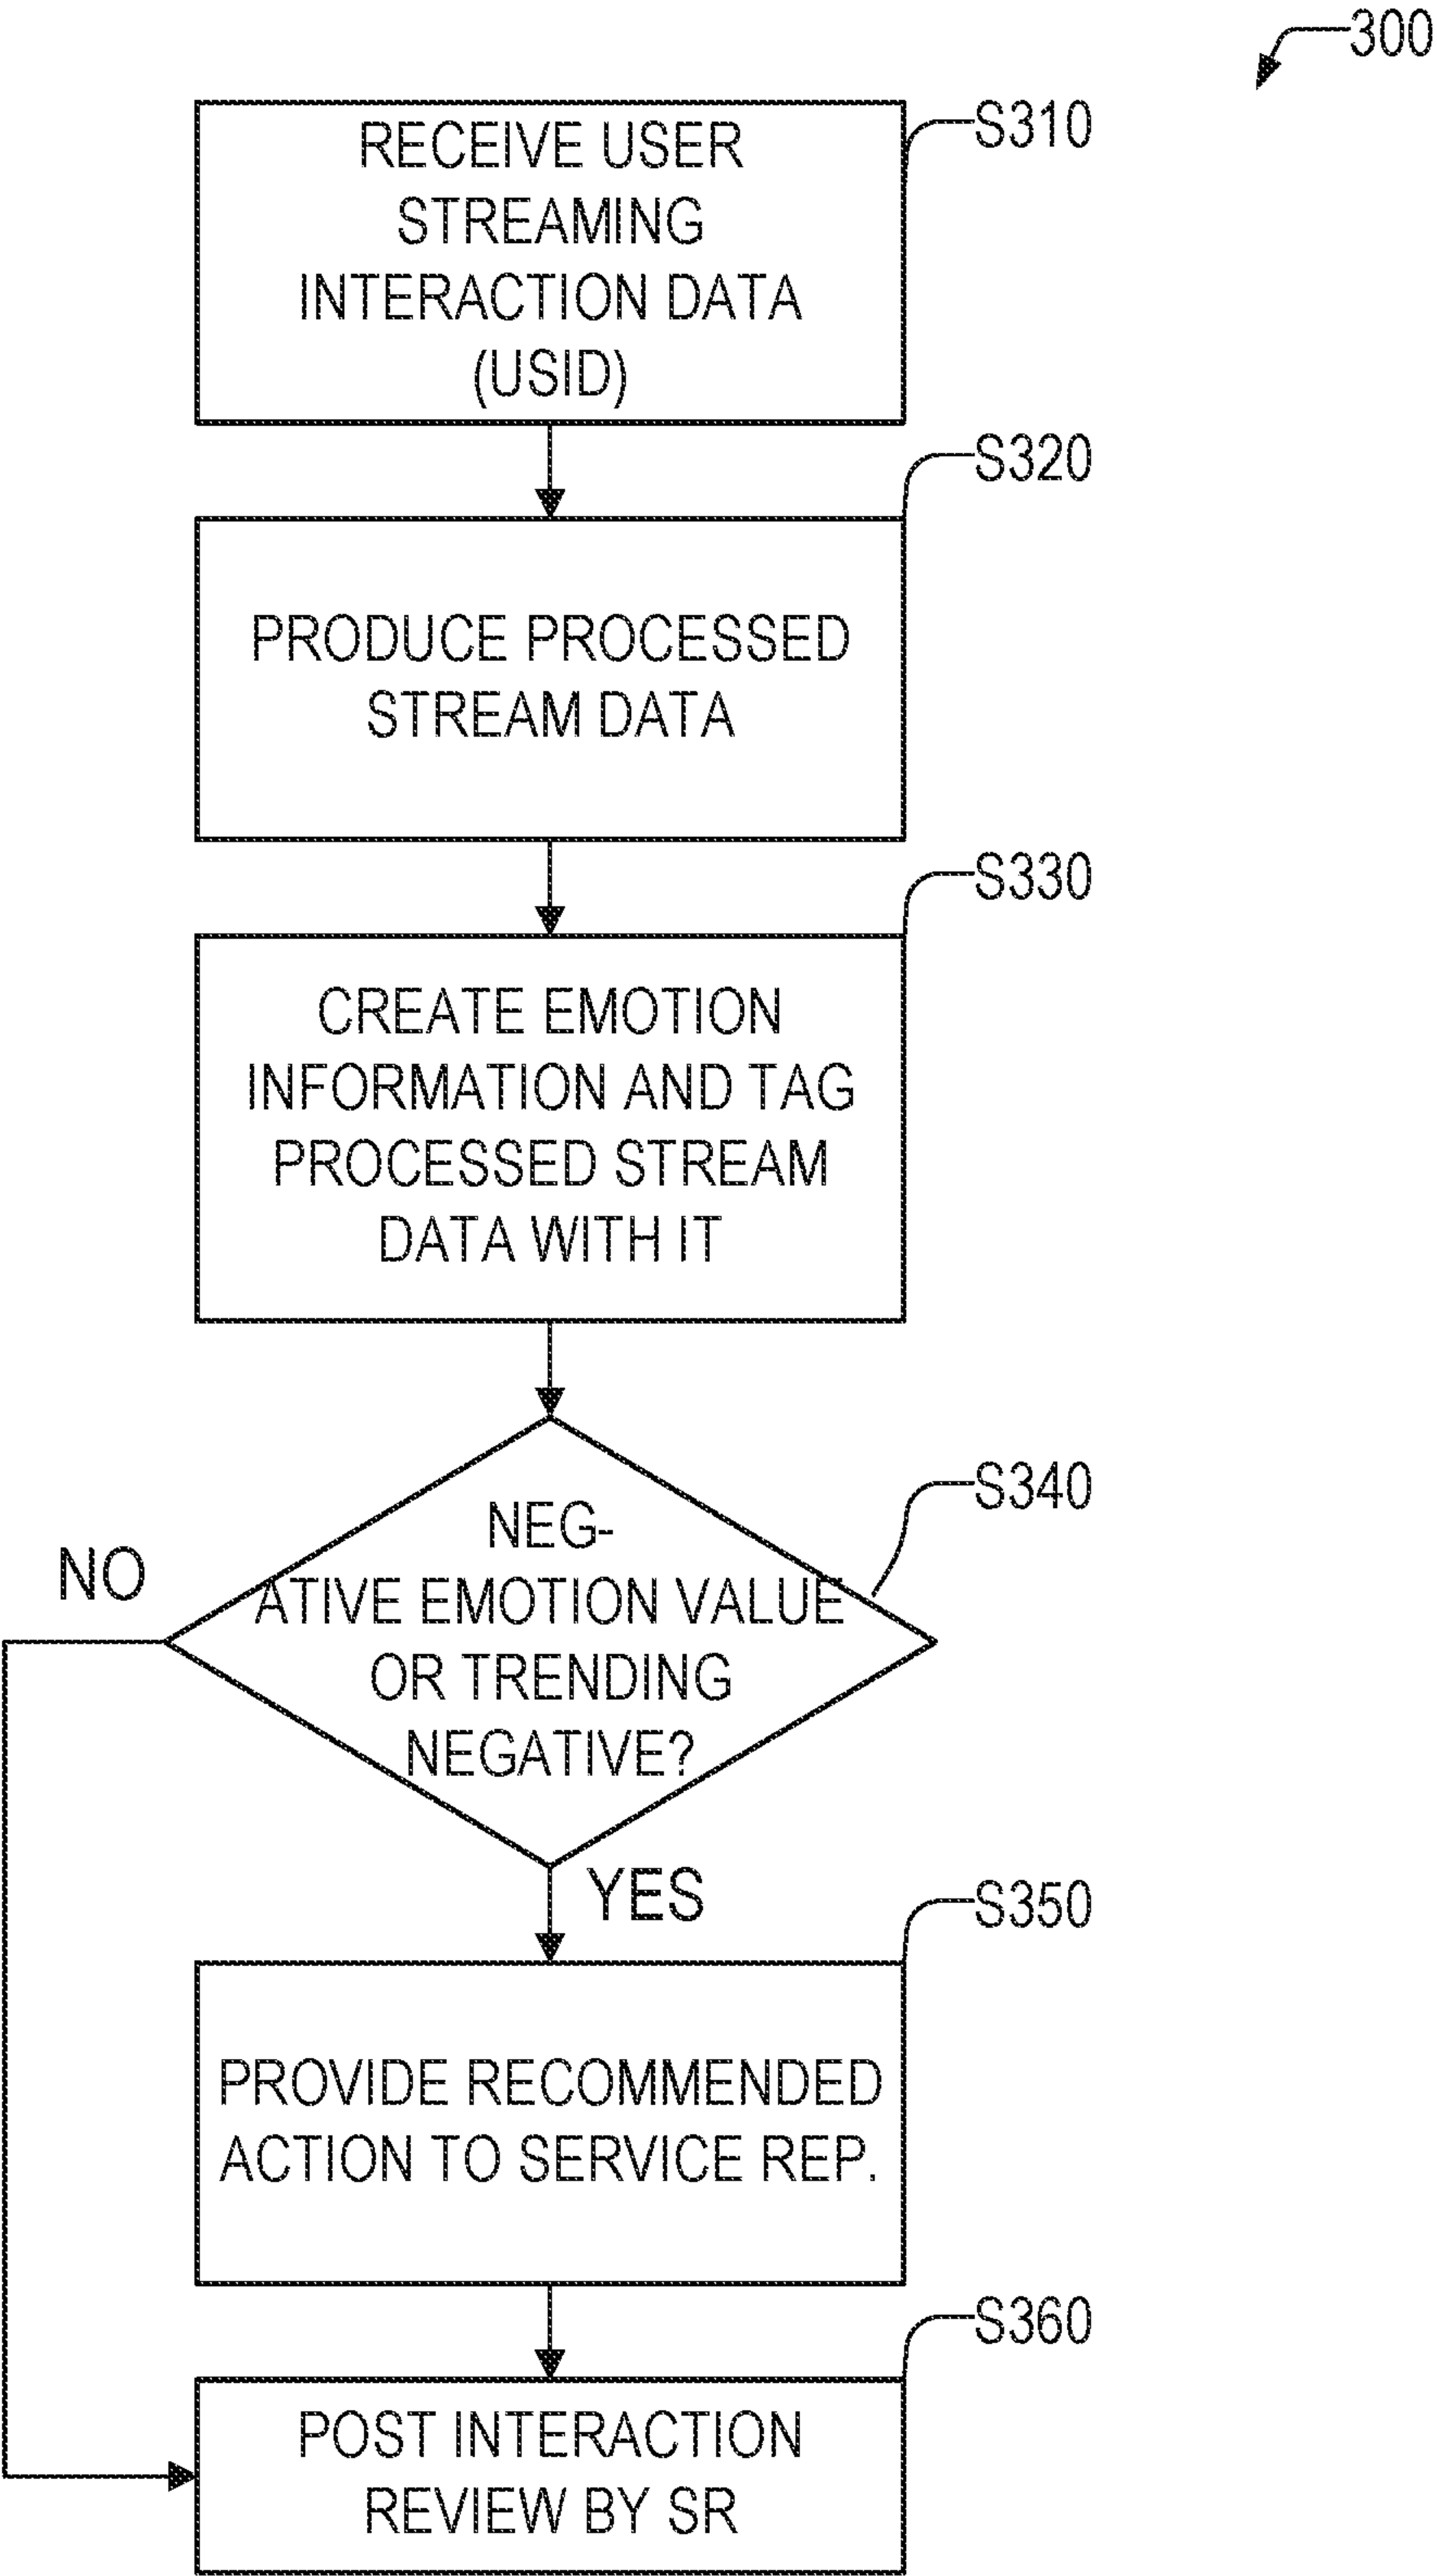 300
RECEIVE USER
STREAMING
INTERACTION DATA
(USID)
S310
PRODUCE PROCESSED
STREAM DATA
S320
CREATE EMOTION
INFORMATION AND TAG
PROCESSED STREAM
DATA WITH IT
S330
NEG-
ATIVE EMOTION VALUE
OR TRENDING
NEGATIVE?
S340
NO
YES
PROVIDE RECOMMENDED
ACTION TO SERVICE REP.
S350
POST INTERACTION
REVIEW BY SR
S360